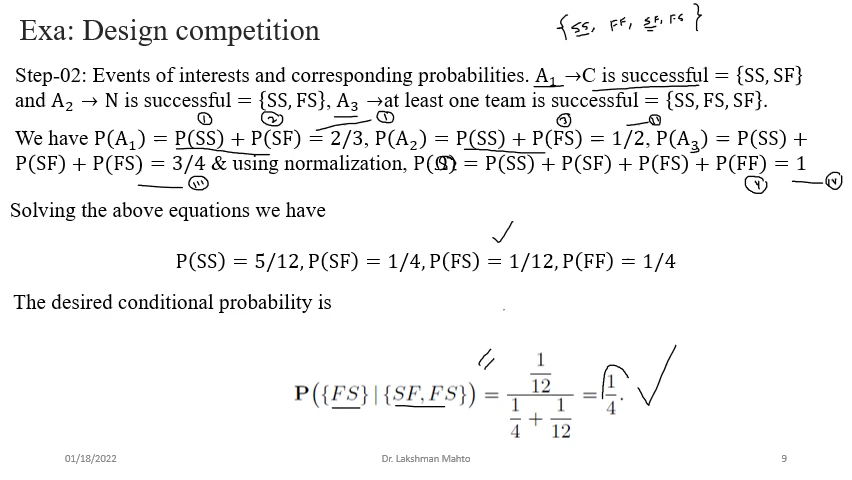 Exa: Design competition
{SS, FF, SF, FS}
Step-02: Events of interests and corresponding probabilities. A₁ →C is successful = {SS, SF}
and A₂ → N is successful = {SS, FS}, A₃ →at least one team is successful = {SS, FS, SF}.
① ② ③
We have P(A₁) = P(SS) + P(SF) = 2/3, P(A₂) = P(SS) + P(FS) = 1/2, P(A₃) = P(SS) +
P(SF) + P(FS) = 3/4 & using normalization, P(S) = P(SS) + P(SF) + P(FS) + P(FF) = 1
III IV
Solving the above equations we have
P(SS) = 5/12, P(SF) = 1/4, P(FS) = 1/12, P(FF) = 1/4
The desired conditional probability is
P({FS} | {SF, FS}) = (1/12)/(1/4 + 1/12) = 1/4.
01/18/2022 Dr. Lakshman Mahto 9